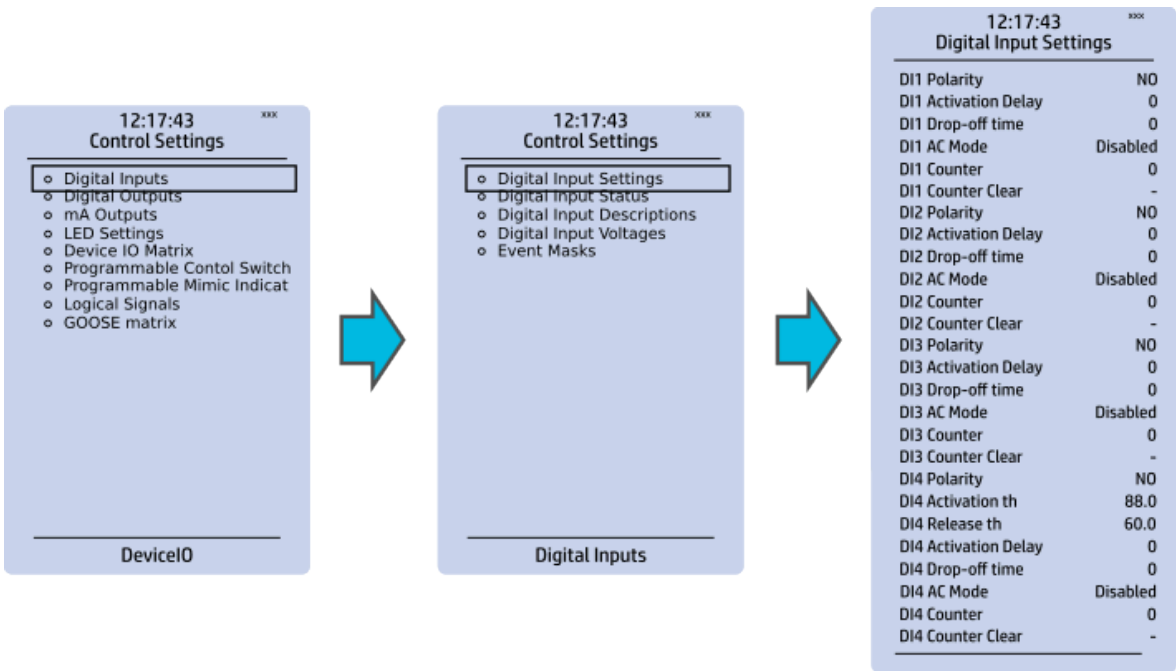 12:17:43 xxx
Control Settings
Digital Inputs
Digital Outputs
mA Outputs
LED Settings
Device IO Matrix
Programmable Contol Switch
Programmable Mimic Indicat
Logical Signals
GOOSE matrix
DeviceIO
12:17:43 xxx
Control Settings
Digital Input Settings
Digital Input Status
Digital Input Descriptions
Digital Input Voltages
Event Masks
Digital Inputs
12:17:43 xxx
Digital Input Settings
DI1 Polarity NO
DI1 Activation Delay 0
DI1 Drop-off time 0
DI1 AC Mode Disabled
DI1 Counter 0
DI1 Counter Clear -
DI2 Polarity NO
DI2 Activation Delay 0
DI2 Drop-off time 0
DI2 AC Mode Disabled
DI2 Counter 0
DI2 Counter Clear -
DI3 Polarity NO
DI3 Activation Delay 0
DI3 Drop-off time 0
DI3 AC Mode Disabled
DI3 Counter 0
DI3 Counter Clear -
DI4 Polarity NO
DI4 Activation th 88.0
DI4 Release th 60.0
DI4 Activation Delay 0
DI4 Drop-off time 0
DI4 AC Mode Disabled
DI4 Counter 0
DI4 Counter Clear -